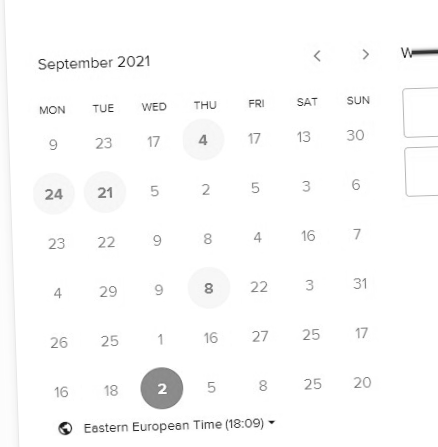 September 2021
W
MON TUE WED THU FRI SAT SUN
9 23 17 4 17 13 30
24 21 5 2 5 3 6
23 22 9 8 4 16 7
4 29 9 8 22 3 31
26 25 1 16 27 25 17
16 18 2 5 8 25 20
Eastern European Time (18:09)